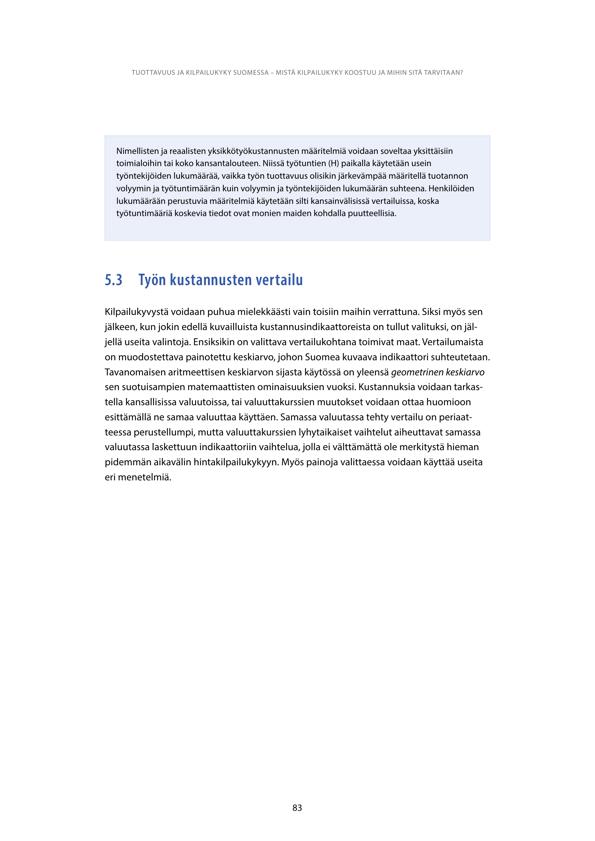 TUOTTAVUUS JA KILPAILUKYKY SUOMESSA – MISTÄ KILPAILUKYKY KOOSTUU JA MIHIN SITÄ TARVITAAN?
Nimellisten ja reaalisten yksikkötyökustannusten määritelmiä voidaan soveltaa yksittäisiin
toimialoihin tai koko kansantalouteen. Niissä työtuntien (H) paikalla käytetään usein
työntekijöiden lukumäärää, vaikka työn tuottavuus olisikin järkevämpää määritellä tuotannon
volyymin ja työtuntimäärän kuin volyymin ja työntekijöiden lukumäärän suhteena. Henkilöiden
lukumäärään perustuvia määritelmiä käytetään silti kansainvälisissä vertailuissa, koska
työtuntimääriä koskevia tiedot ovat monien maiden kohdalla puutteellisia.
5.3 Työn kustannusten vertailu
Kilpailukyvystä voidaan puhua mielekkäästi vain toisiin maihin verrattuna. Siksi myös sen
jälkeen, kun jokin edellä kuvailluista kustannusindikaattoreista on tullut valituksi, on jäl-
jellä useita valintoja. Ensiksikin on valittava vertailukohtana toimivat maat. Vertailumaista
on muodostettava painotettu keskiarvo, johon Suomea kuvaava indikaattori suhteutetaan.
Tavanomaisen aritmeettisen keskiarvon sijasta käytössä on yleensä geometrinen keskiarvo
sen suotuisampien matemaattisten ominaisuuksien vuoksi. Kustannuksia voidaan tarkas-
tella kansallisissa valuutoissa, tai valuuttakurssien muutokset voidaan ottaa huomioon
esittämällä ne samaa valuuttaa käyttäen. Samassa valuutassa tehty vertailu on periaat-
teessa perustellumpi, mutta valuuttakurssien lyhytaikaiset vaihtelut aiheuttavat samassa
valuutassa laskettuun indikaattoriin vaihtelua, jolla ei välttämättä ole merkitystä hieman
pidemmän aikavälin hintakilpailukykyyn. Myös painoja valittaessa voidaan käyttää useita
eri menetelmiä.
83